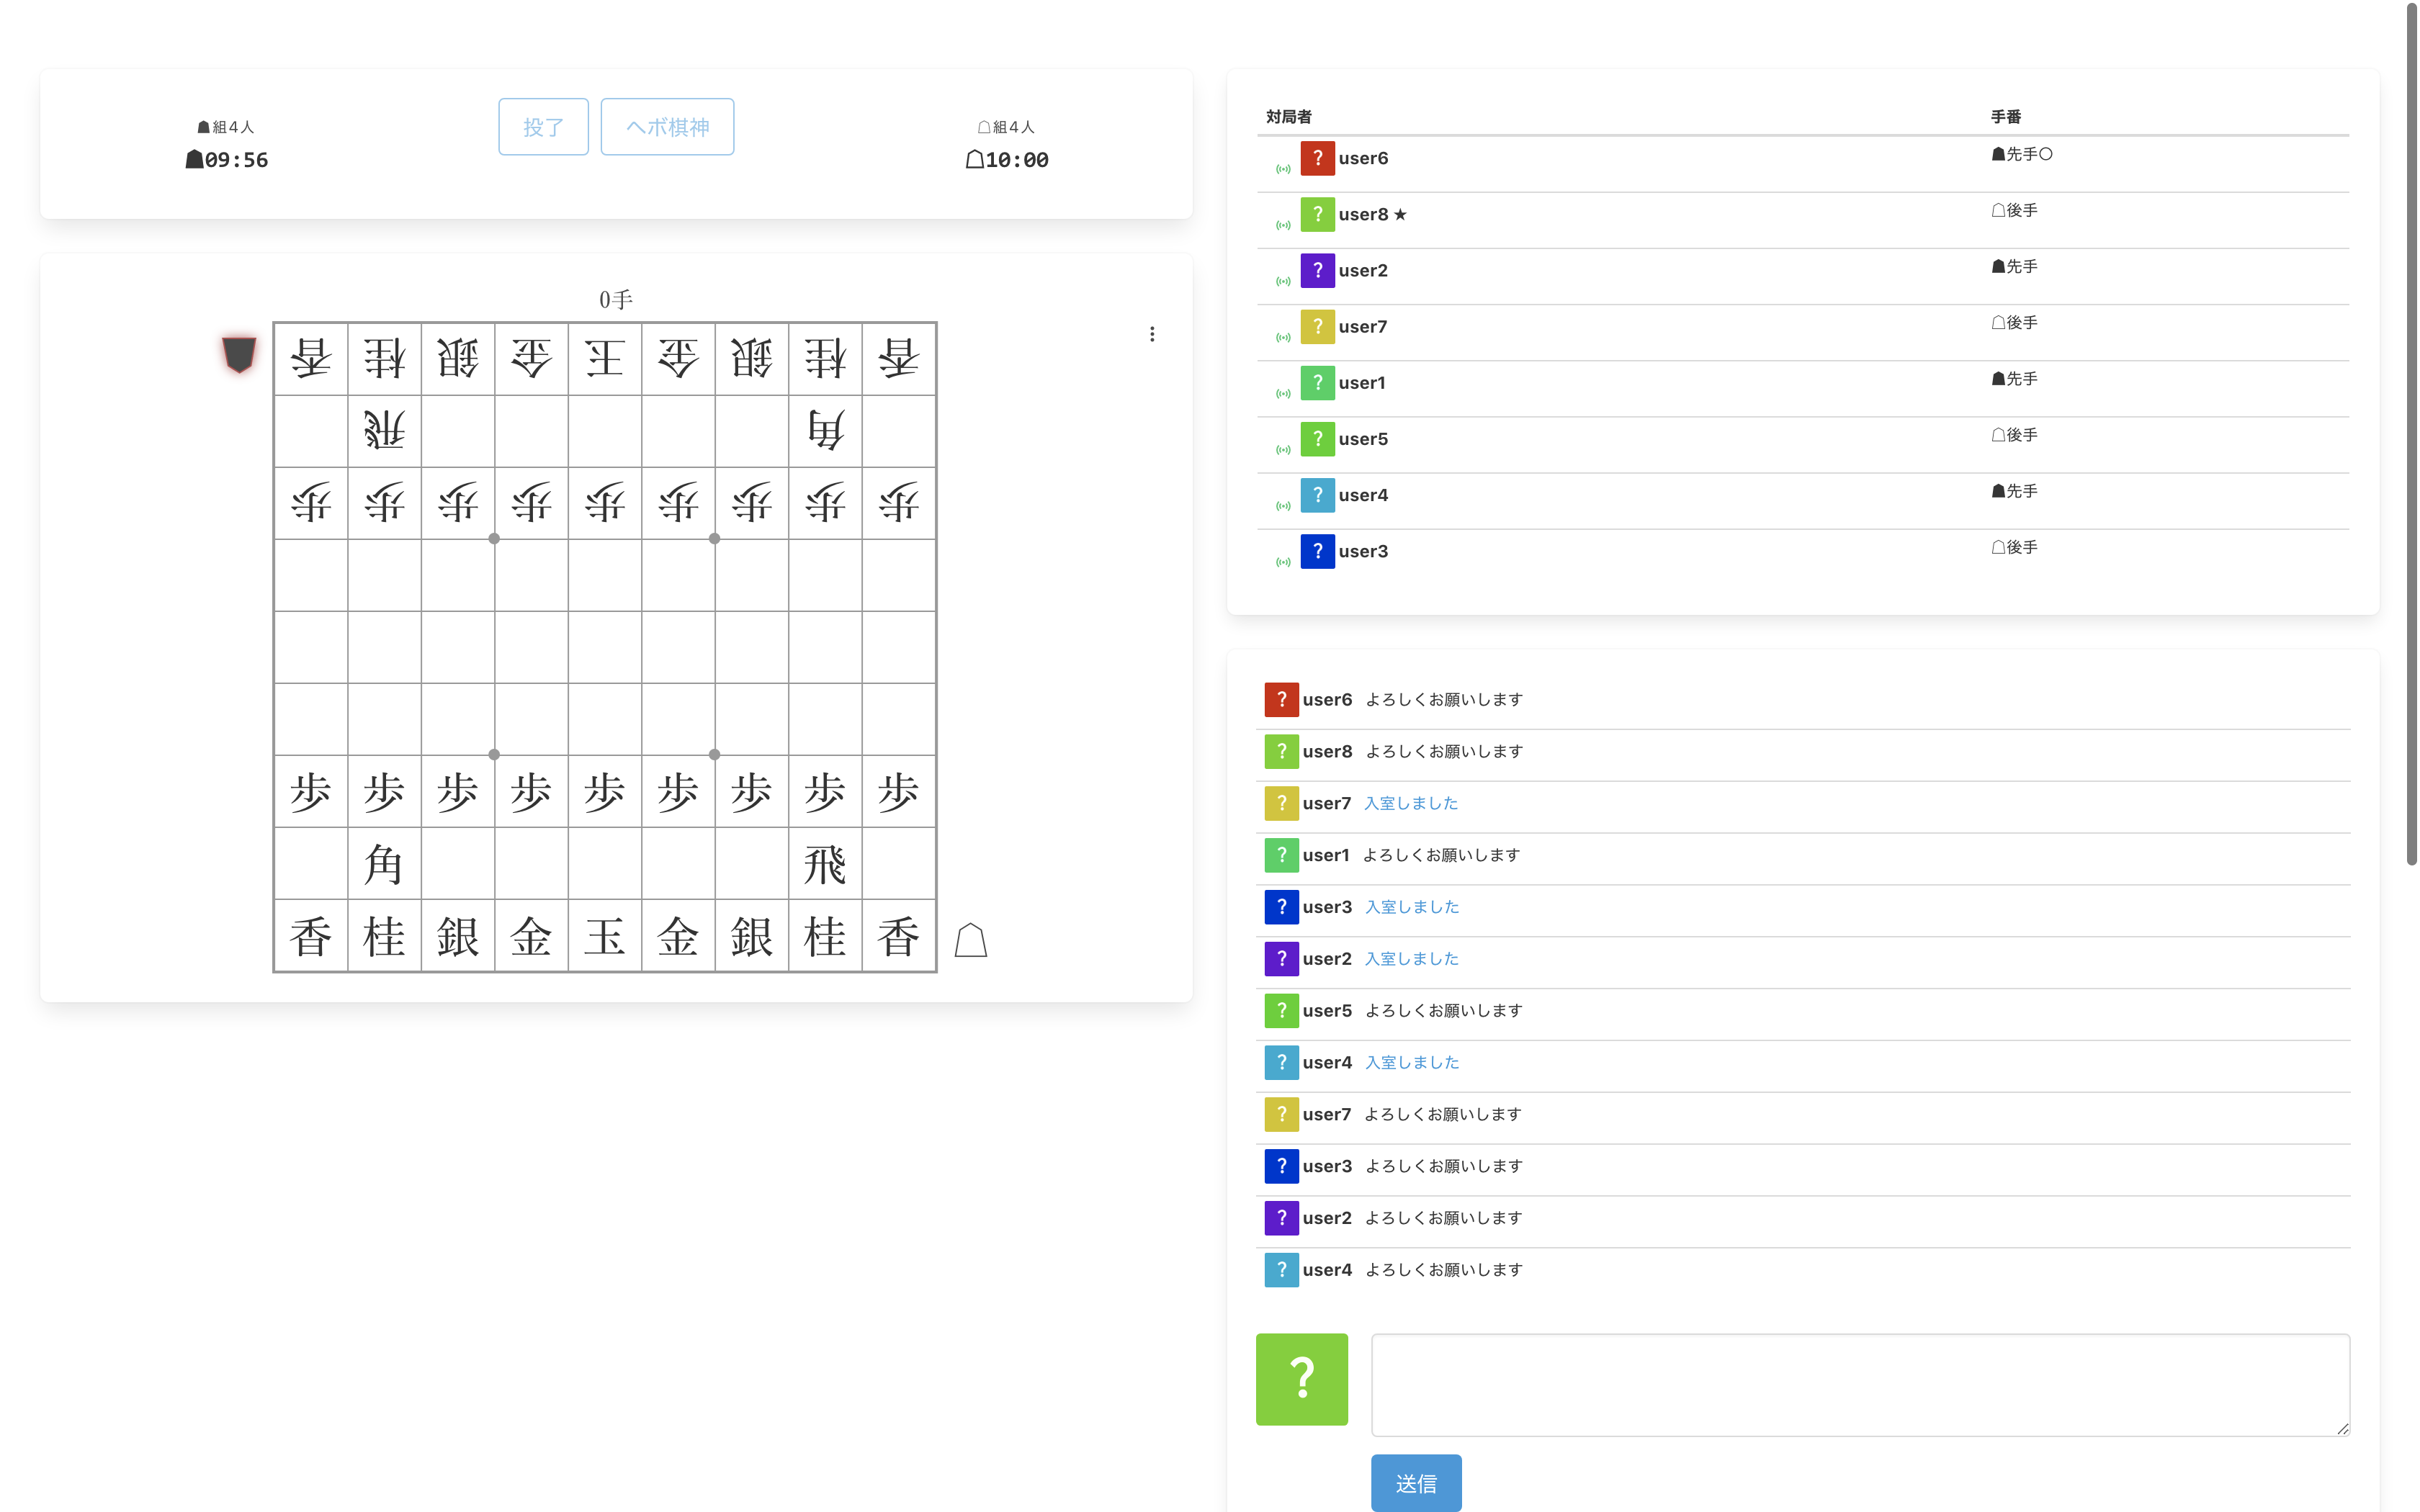 ☗組4人
☗09:56
投了
ヘボ棋神
☖組4人
☖10:00
0手
香桂銀金王金銀桂香
飛角
歩歩歩歩歩歩歩歩歩
歩歩歩歩歩歩歩歩歩
角飛
香桂銀金玉金銀桂香
対局者 手番
? user6 ☗先手○
? user8 ★ ☖後手
? user2 ☗先手
? user7 ☖後手
? user1 ☗先手
? user5 ☖後手
? user4 ☗先手
? user3 ☖後手
? user6 よろしくお願いします
? user8 よろしくお願いします
? user7 入室しました
? user1 よろしくお願いします
? user3 入室しました
? user2 入室しました
? user5 よろしくお願いします
? user4 入室しました
? user7 よろしくお願いします
? user3 よろしくお願いします
? user2 よろしくお願いします
? user4 よろしくお願いします
?
送信